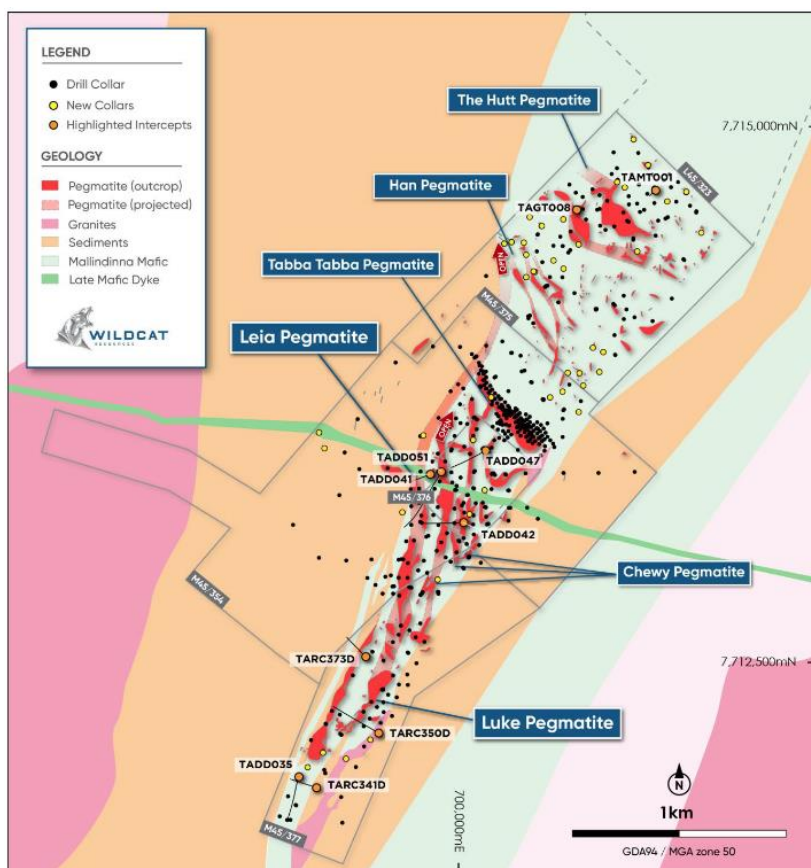 LEGEND
Drill Collar
New Collars
Highlighted Intercepts
GEOLOGY
Pegmatite (outcrop)
Pegmatite (projected)
Granites
Sediments
Mallindinna Mafic
Late Mafic Dyke
WILDCAT
RESOURCES
The Hutt Pegmatite
7,715,000mN
Han Pegmatite
TAMT001
L45/323
TAGT008
Tabba Tabba Pegmatite
OPEN
M45/375
Leia Pegmatite
OPEN
TADD051
TADD047
TADD041
M45/376
TADD042
Chewy Pegmatite
M45/354
TARC373D
7,712,500mN
Luke Pegmatite
TARC350D
TADD035
TARC341D
M45/377
700,000mE
N
1km
GDA94 / MGA zone 50